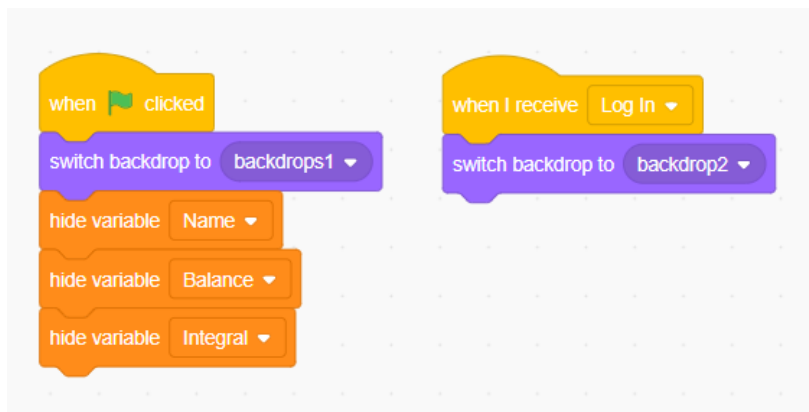 when clicked
switch backdrop to backdrops1
hide variable Name
hide variable Balance
hide variable Integral
when I receive Log In
switch backdrop to backdrop2